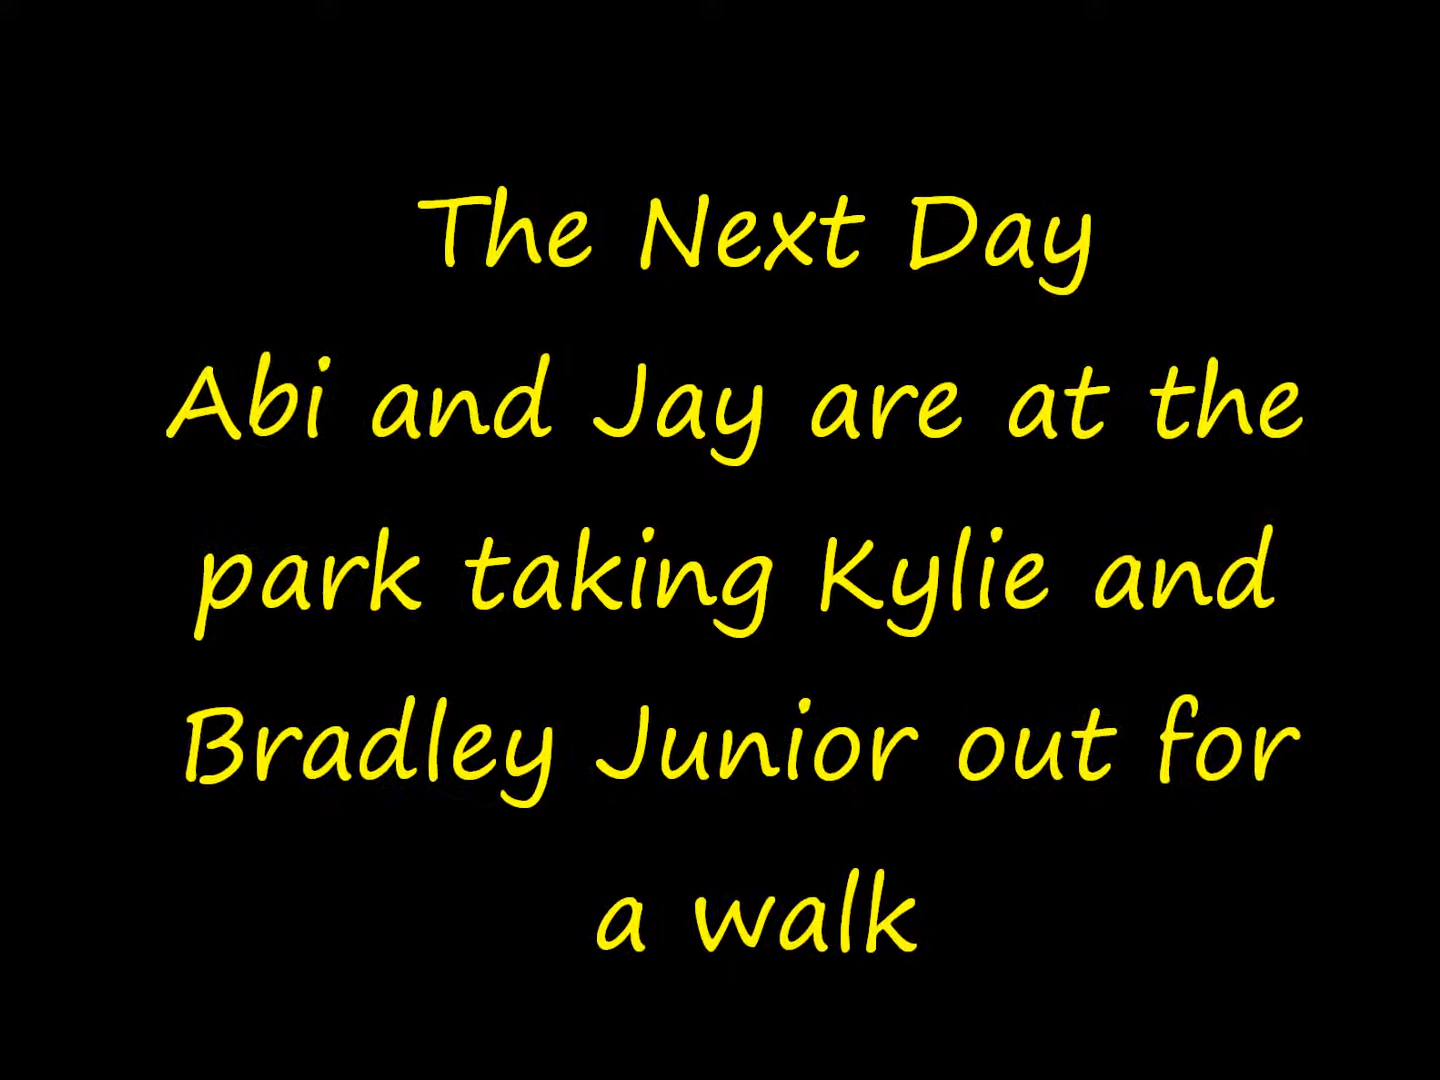 The Next Day
Abi and Jay are at the
park taking Kylie and
Bradley Junior out for
a walk